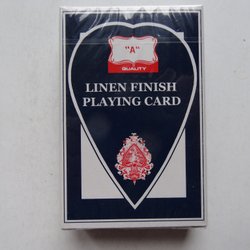 "A"
QUALITY
LINEN FINISH
PLAYING CARD